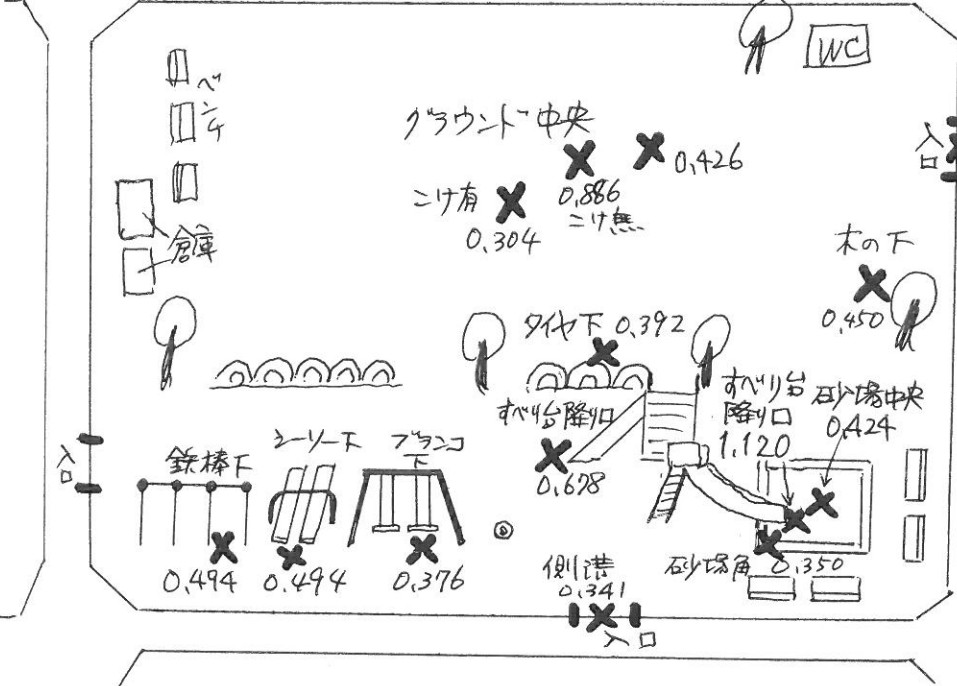 WC
ベンチ
グラウンド中央
0.426
入口
こけ有
0.886
こけ無
0.304
倉庫
木の下
0.450
タイヤ下 0.392
すべり台降り口
0.678
すべり台
降り口
1.120
砂場中央
0.424
入口
鉄棒下
0.494
シーソー下
0.494
ブランコ
下
0.376
側溝
0.341
砂場角 0.350
入口